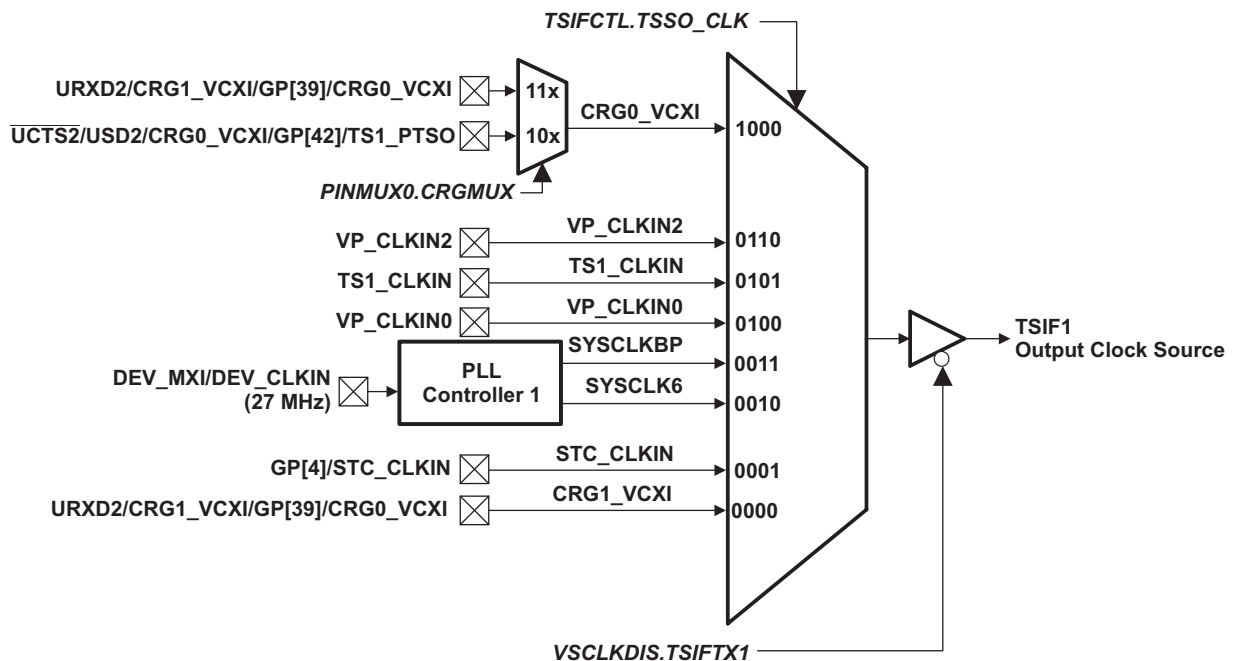 TSIFCTL.TSSO_CLK
URXD2/CRG1_VCXI/GP[39]/CRG0_VCXI
11x
CRG0_VCXI
1000
UCTS2/USD2/CRG0_VCXI/GP[42]/TS1_PTSO
10x
PINMUX0.CRGMUX
VP_CLKIN2
VP_CLKIN2
0110
TS1_CLKIN
TS1_CLKIN
0101
VP_CLKIN0
VP_CLKIN0
0100
DEV_MXI/DEV_CLKIN
(27 MHz)
PLL
Controller 1
SYSCLKBP
0011
SYSCLK6
0010
TSIF1
Output Clock Source
GP[4]/STC_CLKIN
STC_CLKIN
0001
URXD2/CRG1_VCXI/GP[39]/CRG0_VCXI
CRG1_VCXI
0000
VSCLKDIS.TSIFTX1